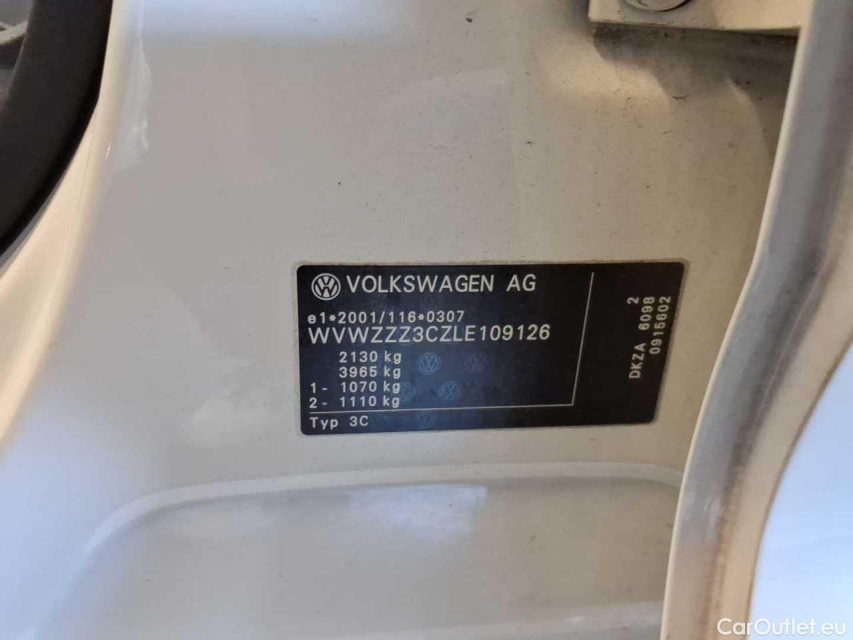 VOLKSWAGEN AG
e1*2001/116*0307
WVWZZZ3CZLE109126
2130 kg
3965 kg
1- 1070 kg
2- 1110 kg
Typ 3C
2
DKZA 6098
0915602
CarOutlet.eu